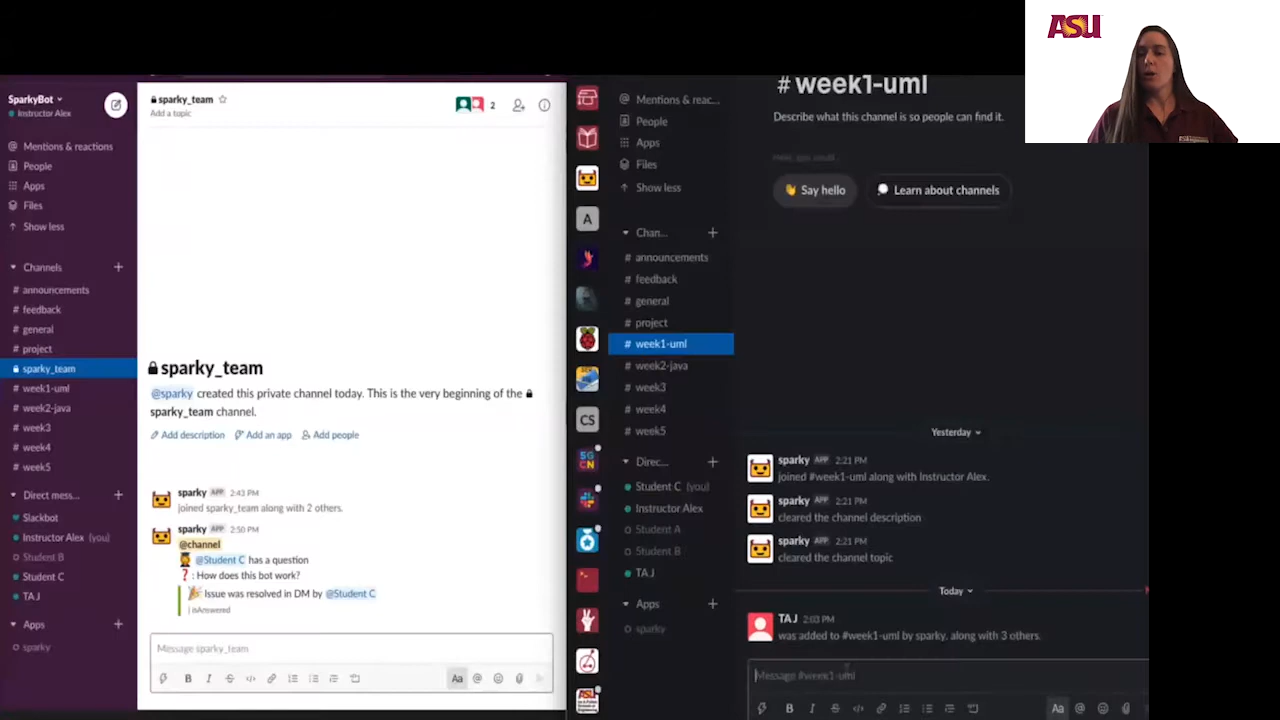 ASU
SparkyBot
Instructor Alex
Mentions & reactions
People
Apps
Files
Show less
Channels
# announcements
# feedback
# general
# project
sparky_team
# week1-uml
# week2-java
# week3
# week4
# week5
Direct mess...
Slackbot
Instructor Alex (you)
Student B
Student C
TA J
Apps
sparky
sparky_team
Add a topic
2
sparky_team
@sparky created this private channel today. This is the very beginning of the
sparky_team channel.
Add description Add an app Add people
sparky APP 2:43 PM
joined sparky_team along with 2 others.
sparky APP 2:50 PM
@channel
@Student C has a question
❓ : How does this bot work?
Issue was resolved in DM by @Student C
| isAnswered
Message sparky_team
B I S </> Aa @
A
CS
SG
CN
ASU
@ Mentions & reac...
People
Apps
Files
Show less
Chan...
# announcements
# feedback
# general
# project
# week1-uml
# week2-java
# week3
# week4
# week5
Direc...
Student C (you)
Instructor Alex
Student A
Student B
TA J
Apps
sparky
# week1-uml
Describe what this channel is so people can find it.
Say hello
Learn about channels
Yesterday
sparky APP 2:21 PM
joined #week1-uml along with Instructor Alex.
sparky APP 2:21 PM
cleared the channel description
sparky APP 2:21 PM
cleared the channel topic
Today
TA J 2:03 PM
was added to #week1-uml by sparky, along with 3 others.
Message #week1-uml
B I S </> Aa @